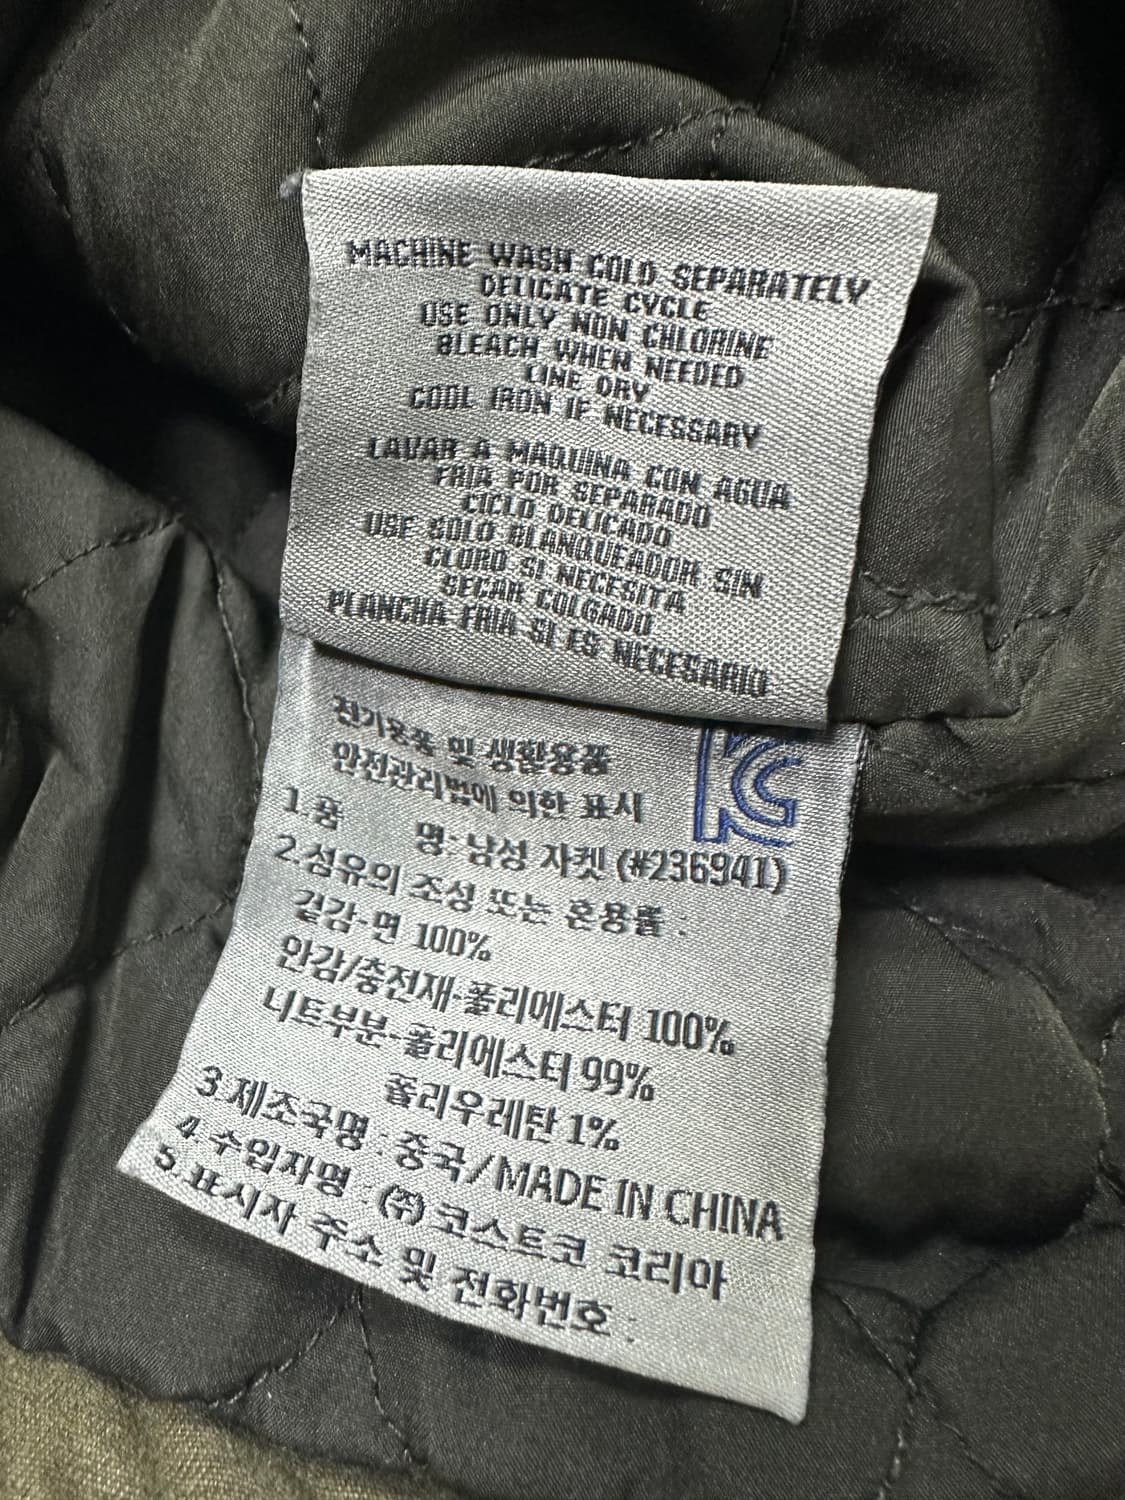 MACHINE WASH COLD SEPARATELY
DELICATE CYCLE
USE ONLY NON CHLORINE
BLEACH WHEN NEEDED
LINE DRY
COOL IRON IF NECESSARY
LAVAR A MAQUINA CON AGUA
FRIA POR SEPARADO
CICLO DELICADO
USE SOLO BLANQUEADOR SIN
CLORO SI NECESITA
SECAR COLGADO
PLANCHA FRIA SI ES NECESARIO
전기용품 및 생활용품
안전관리법에 의한 표시
1.품 명: 남성 자켓 (#236941)
2.섬유의 조성 또는 혼용률 :
겉감-면 100%
안감/충전재-폴리에스터 100%
니트부분-폴리에스터 99%
폴리우레탄 1%
3.제조국명 : 중국/MADE IN CHINA
4.수입자명 : ㈜ 코스트코 코리아
5.표시자 주소 및 전화번호 :